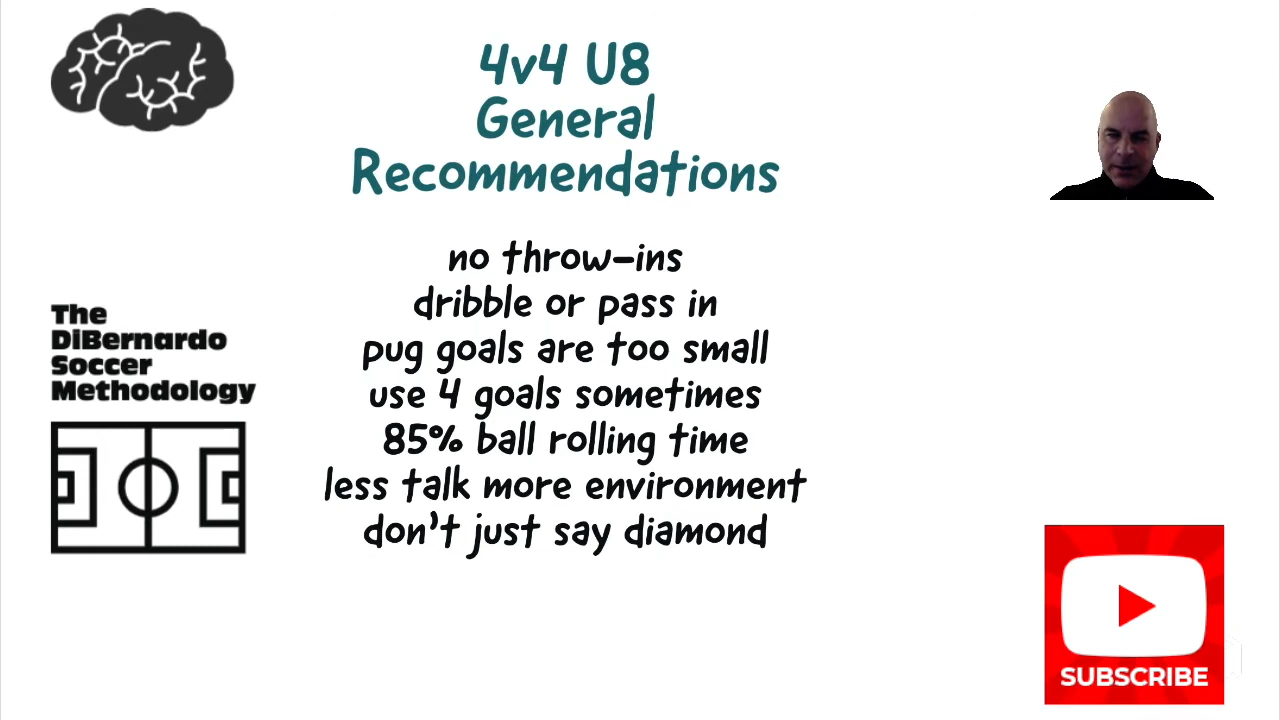 4v4 U8
General
Recommendations
no throw-ins
dribble or pass in
pug goals are too small
use 4 goals sometimes
85% ball rolling time
less talk more environment
don't just say diamond
The
DiBernardo
Soccer
Methodology
SUBSCRIBE